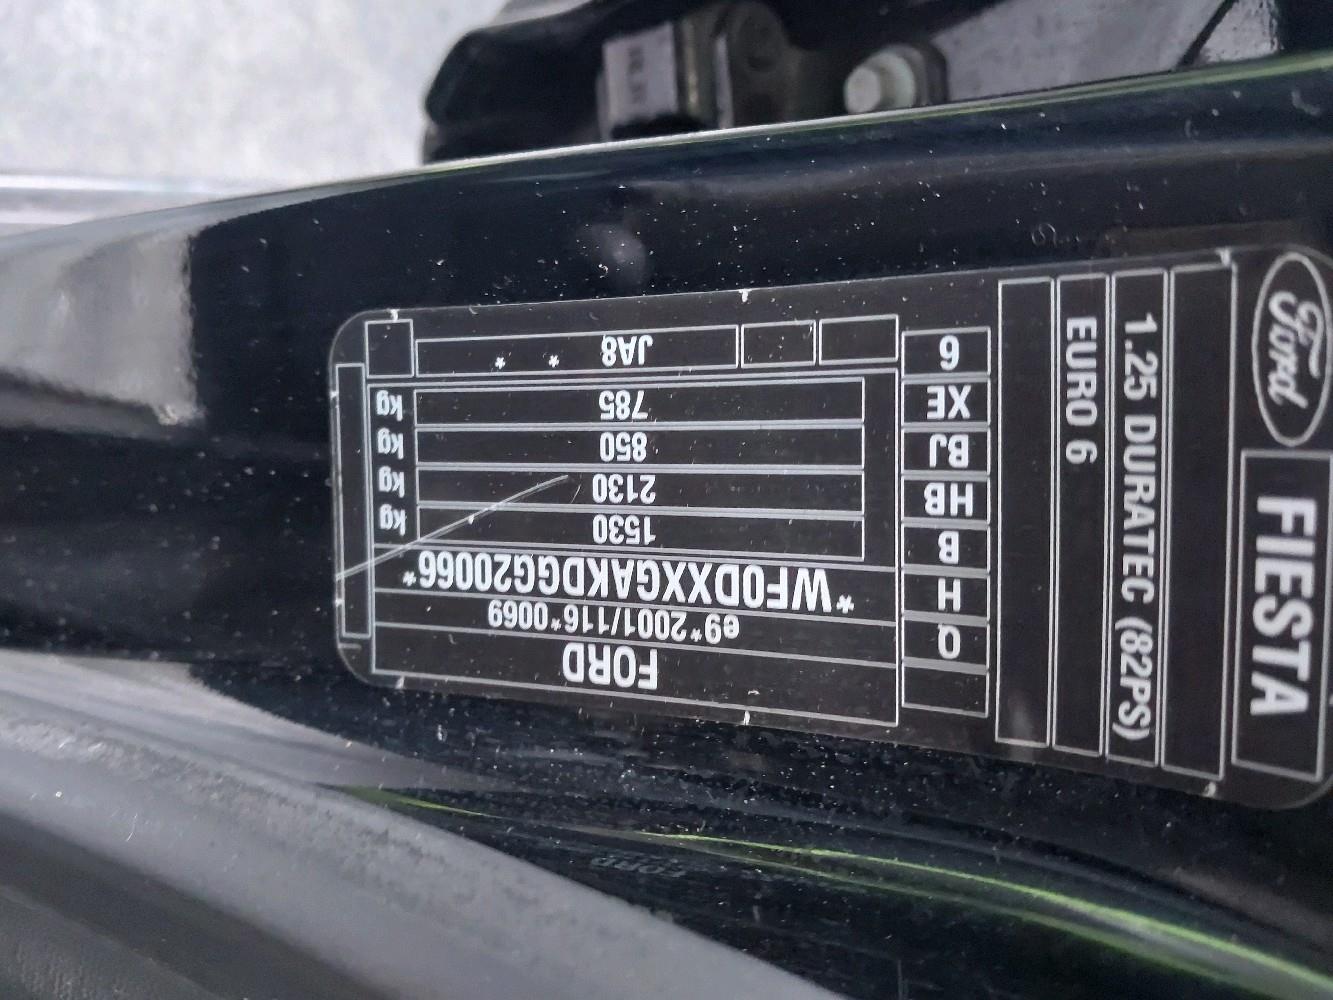 Ford
FIESTA
1.25 DURATEC (82PS)
EURO 6
FORD
e9*2001/116*0069
*WF0DXXGAKDGG20066*
1530 kg
2130 kg
850 kg
785 kg
JA8 * *
Q
H
B
HB
BJ
XE
6